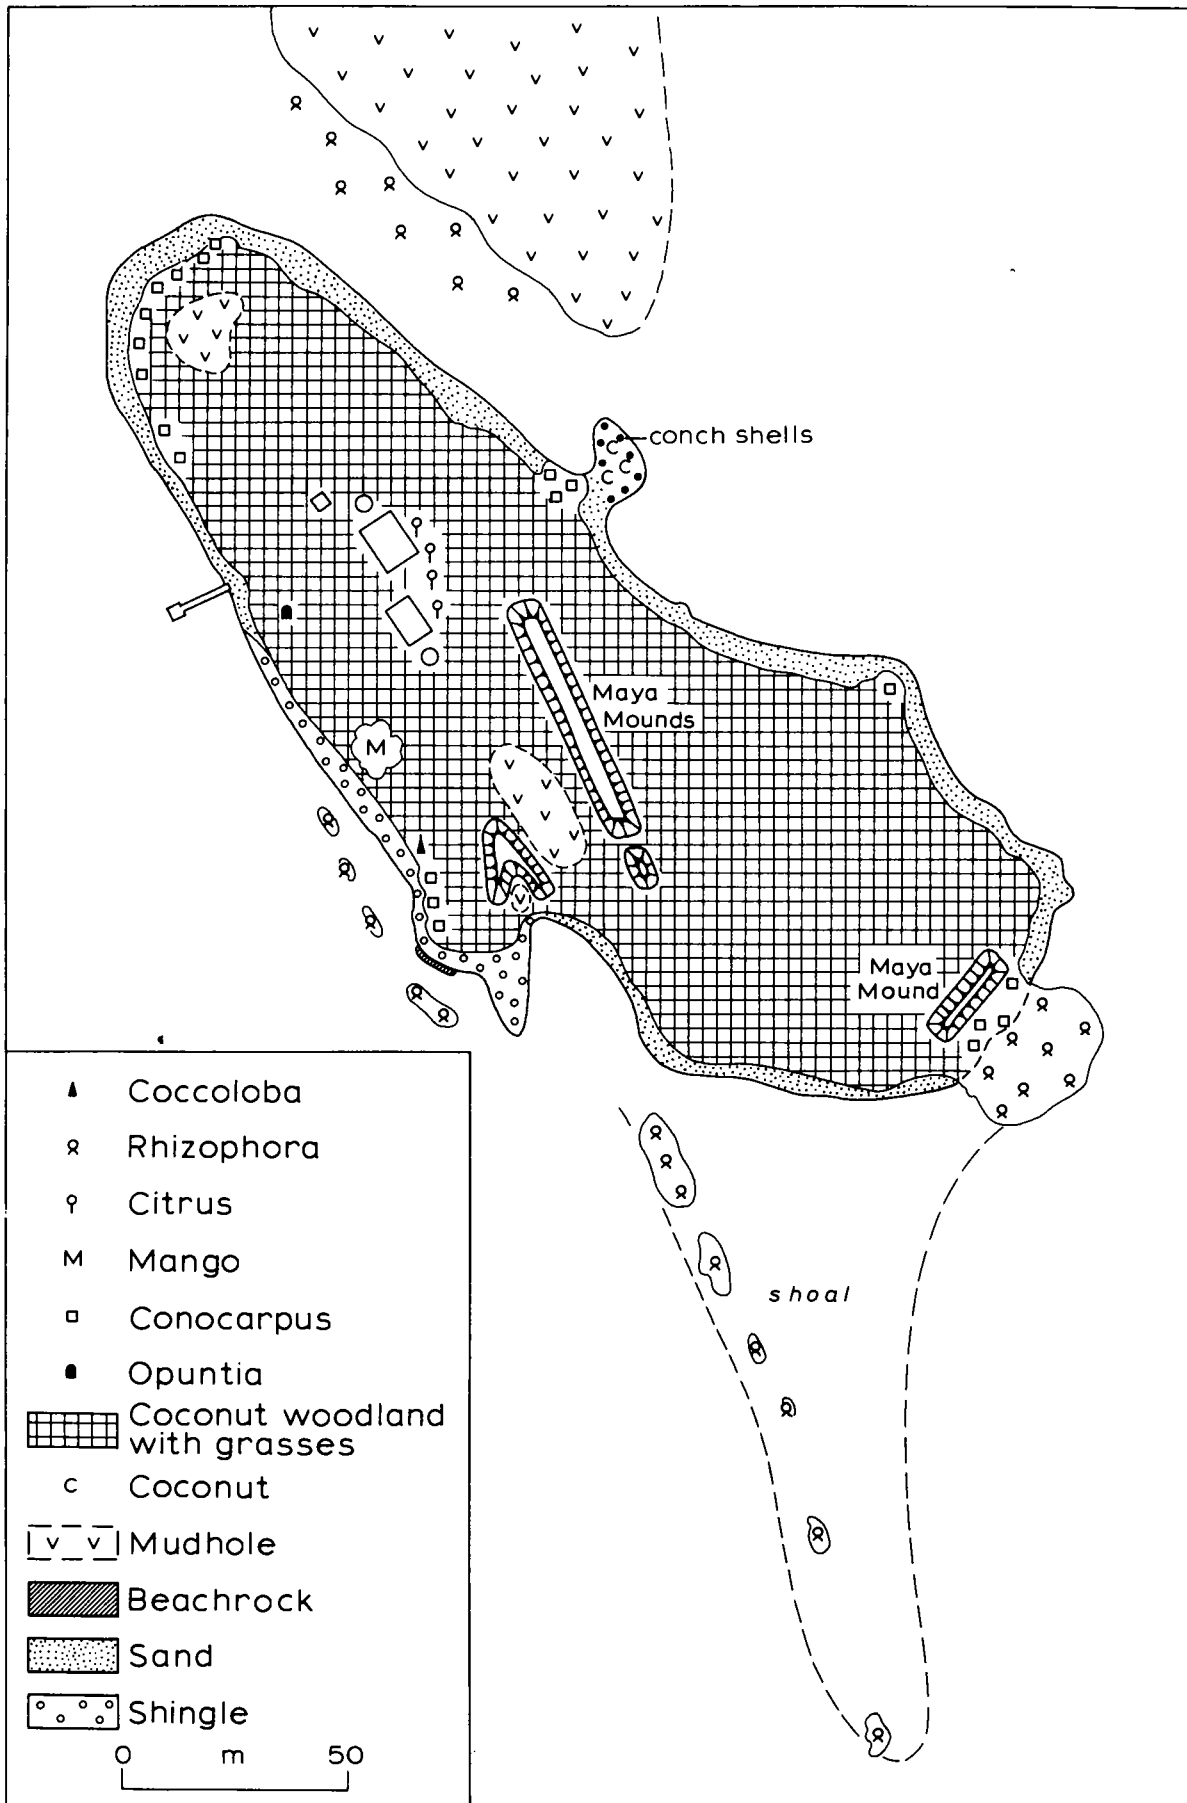 conch shells
Maya
Mounds
M
Maya
Mound
shoal
Coccoloba
Rhizophora
Citrus
M Mango
Conocarpus
Opuntia
Coconut woodland
with grasses
C Coconut
Mudhole
Beachrock
Sand
Shingle
0 m 50